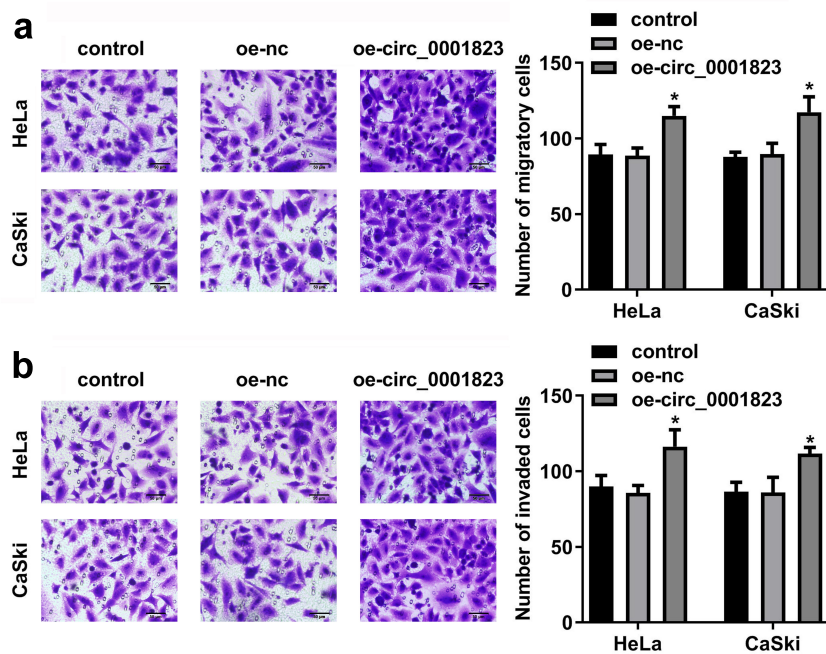 a
control oe-nc oe-circ_0001823
HeLa
CaSki
control
oe-nc
oe-circ_0001823
Number of migratory cells
150
100
50
0
*
*
HeLa CaSki
b
control oe-nc oe-circ_0001823
HeLa
CaSki
control
oe-nc
oe-circ_0001823
Number of invaded cells
150
100
50
0
*
*
HeLa CaSki